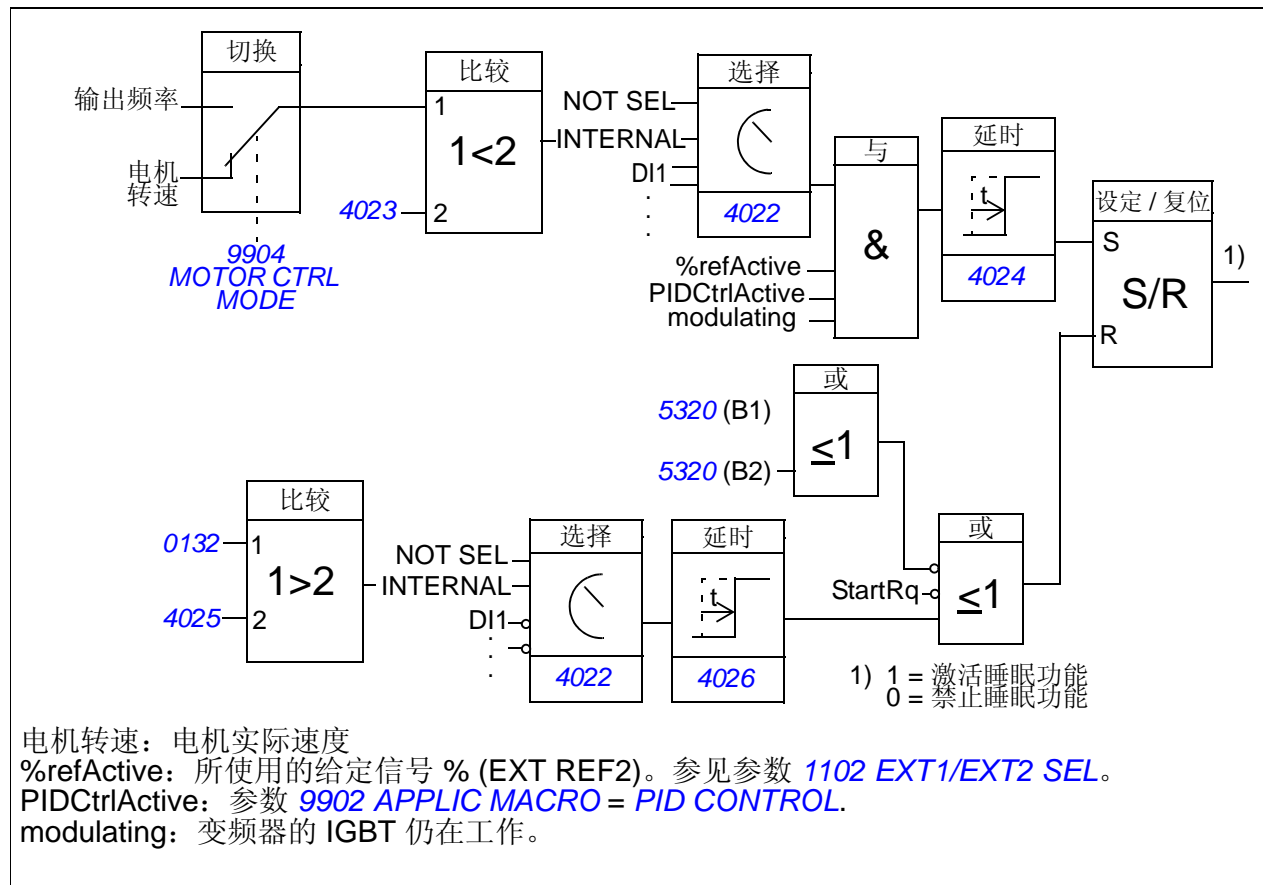 切换
输出频率
电机
转速
9904
MOTOR CTRL
MODE
比较
1
1<2
4023
2
选择
NOT SEL
INTERNAL
DI1
.
.
.
4022
与
&
%refActive
PIDCtrlActive
modulating
延时
t
4024
设定 / 复位
S
S/R
R
1)
或
5320 (B1)
≤1
5320 (B2)
比较
0132
1
1>2
4025
2
选择
NOT SEL
INTERNAL
DI1
.
.
.
4022
延时
t
4026
或
StartRq
≤1
1) 1 = 激活睡眠功能
0 = 禁止睡眠功能
电机转速：电机实际速度
%refActive：所使用的给定信号 % (EXT REF2)。参见参数 1102 EXT1/EXT2 SEL。
PIDCtrlActive：参数 9902 APPLIC MACRO = PID CONTROL.
modulating：变频器的 IGBT 仍在工作。